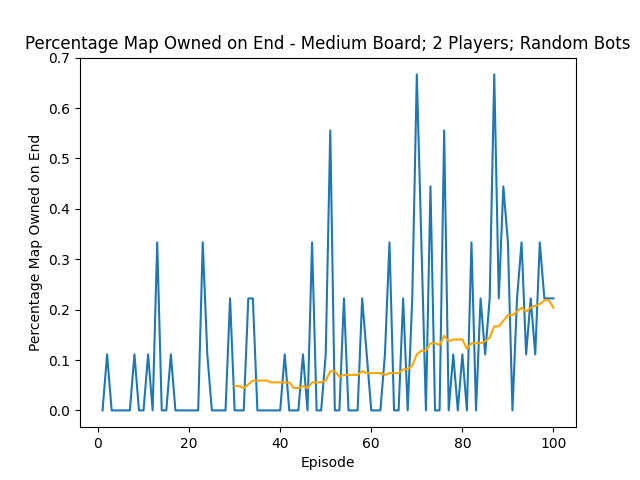 Percentage Map Owned on End - Medium Board; 2 Players; Random Bots
0.7
0.6
0.5
0.4
0.3
0.2
0.1
0.0
Percentage Map Owned on End
0 20 40 60 80 100
Episode